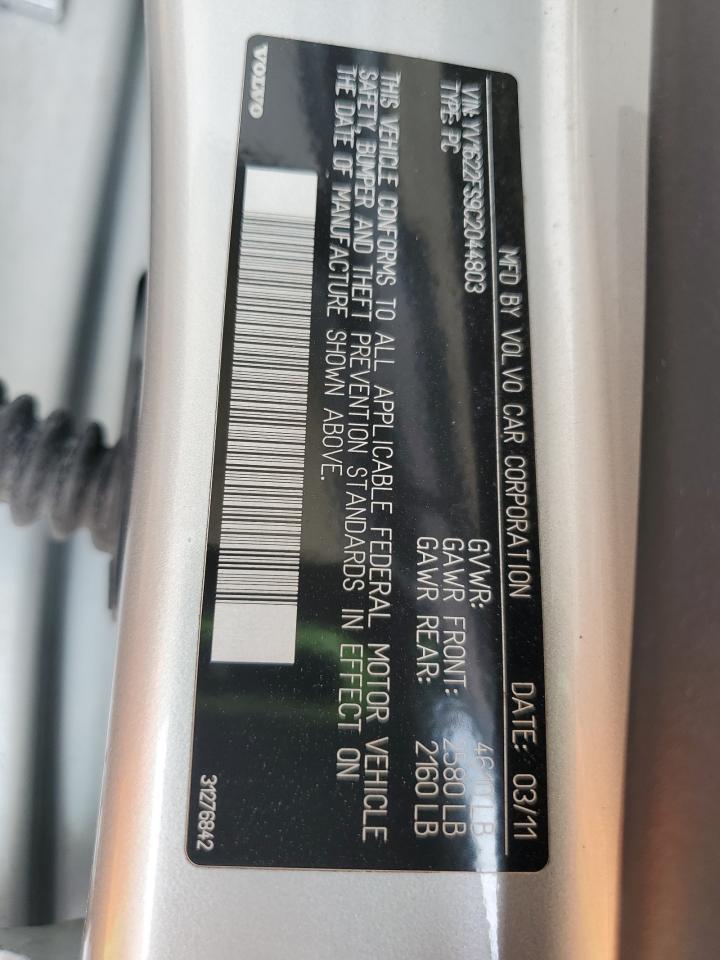 MFD BY VOLVO CAR CORPORATION DATE: 03/11
VIN: YV1622FS9C2044803 GVWR: 4610 LB
TYPE: PC GAWR FRONT: 2580 LB
GAWR REAR: 2160 LB
THIS VEHICLE CONFORMS TO ALL APPLICABLE FEDERAL MOTOR VEHICLE
SAFETY, BUMPER AND THEFT PREVENTION STANDARDS IN EFFECT ON
THE DATE OF MANUFACTURE SHOWN ABOVE.
VOLVO
31276842